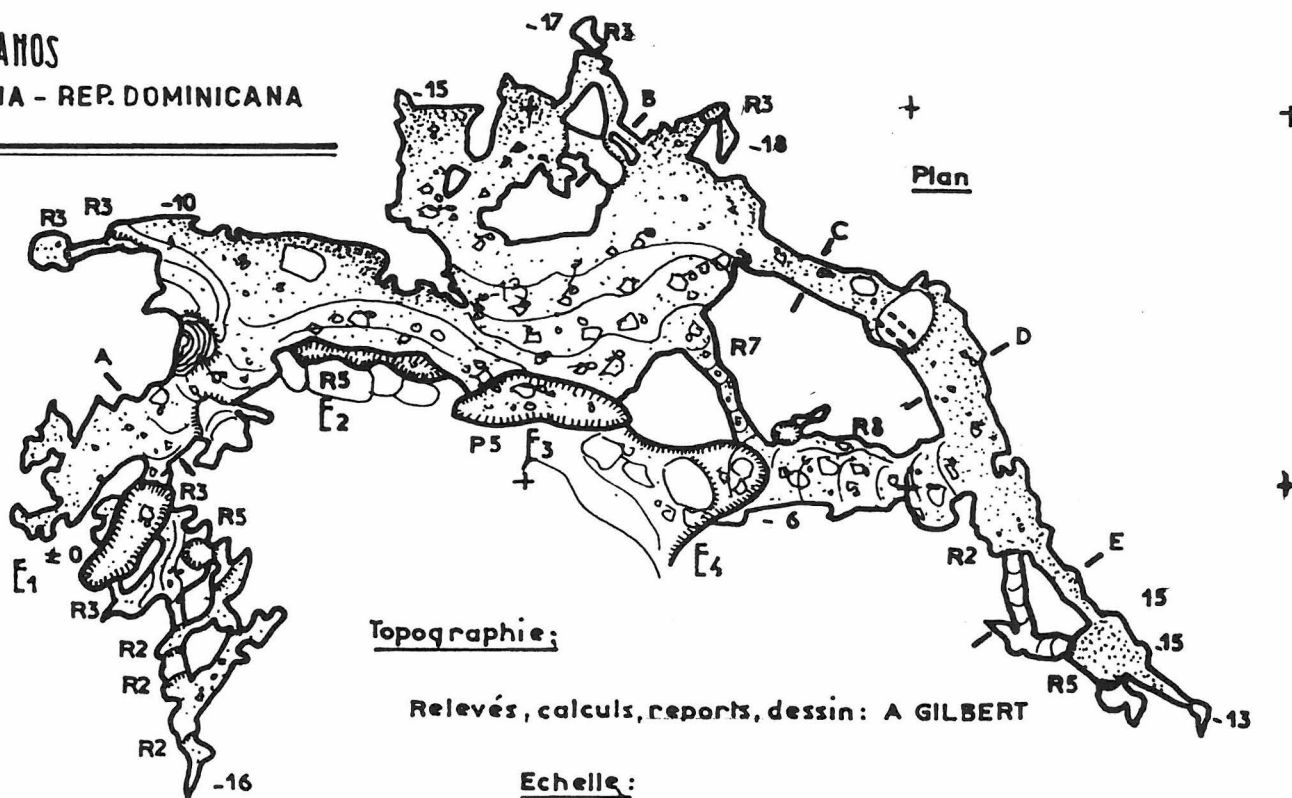 ANOS
IA - REP. DOMINICANA
-17
R3
-15
B
R3
-18
Plan
R3
R3
-10
C
A
R7
D
R5
E2
P5
E3
R8
R3
R5
-6
±0
E1
E4
R2
E
R3
15
R2
Topographie:
-15
R2
R5
Relevés, calculs, reports, dessin: A GILBERT
-13
R2
-16
Echelle: